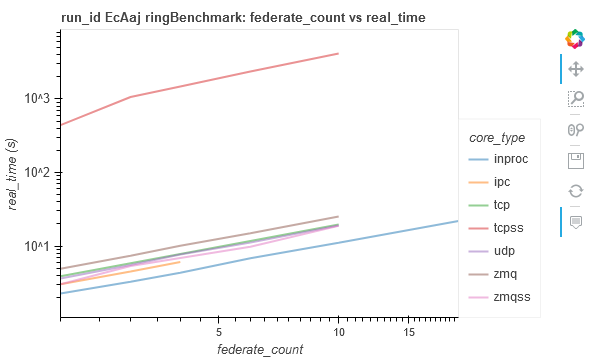 run_id EcAaj ringBenchmark: federate_count vs real_time
real_time (s)
10^3
10^2
10^1
5
10
15
federate_count
core_type
inproc
ipc
tcp
tcpss
udp
zmq
zmqss